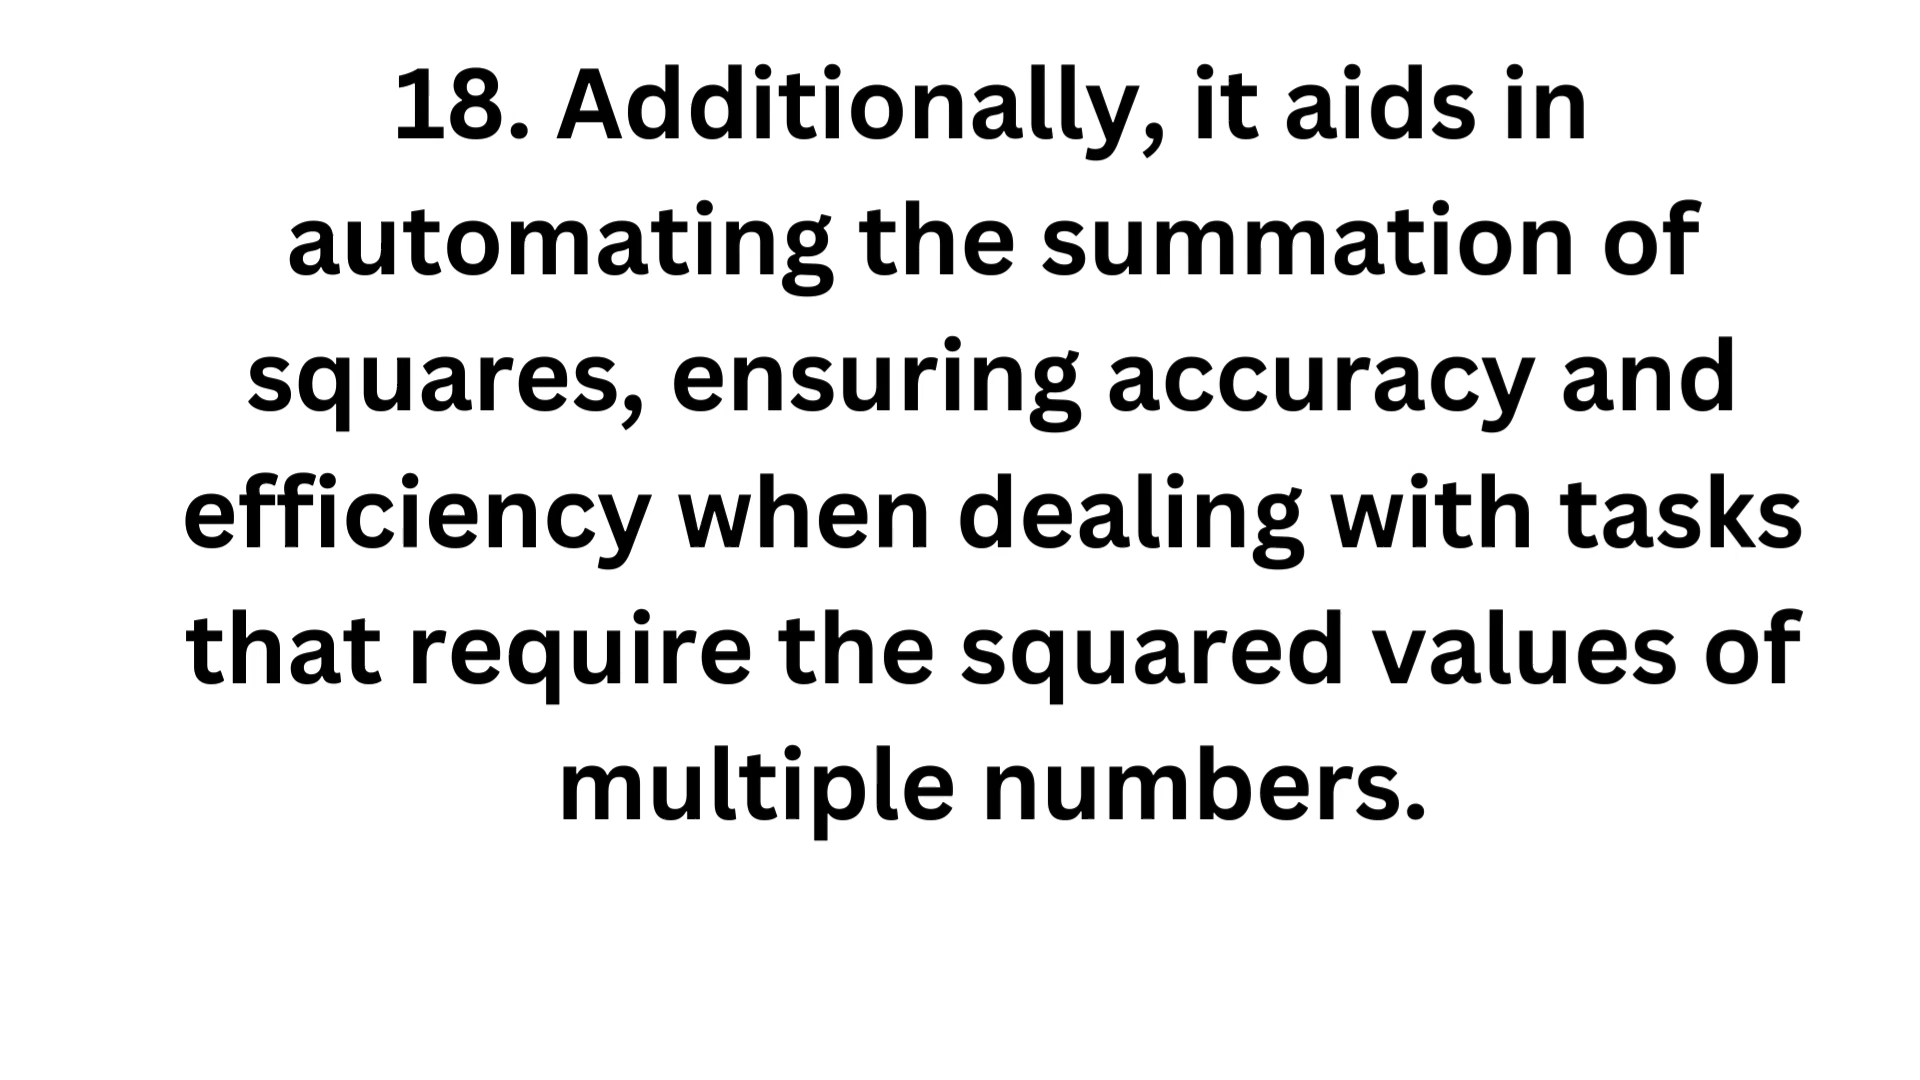 18. Additionally, it aids in
automating the summation of
squares, ensuring accuracy and
efficiency when dealing with tasks
that require the squared values of
multiple numbers.